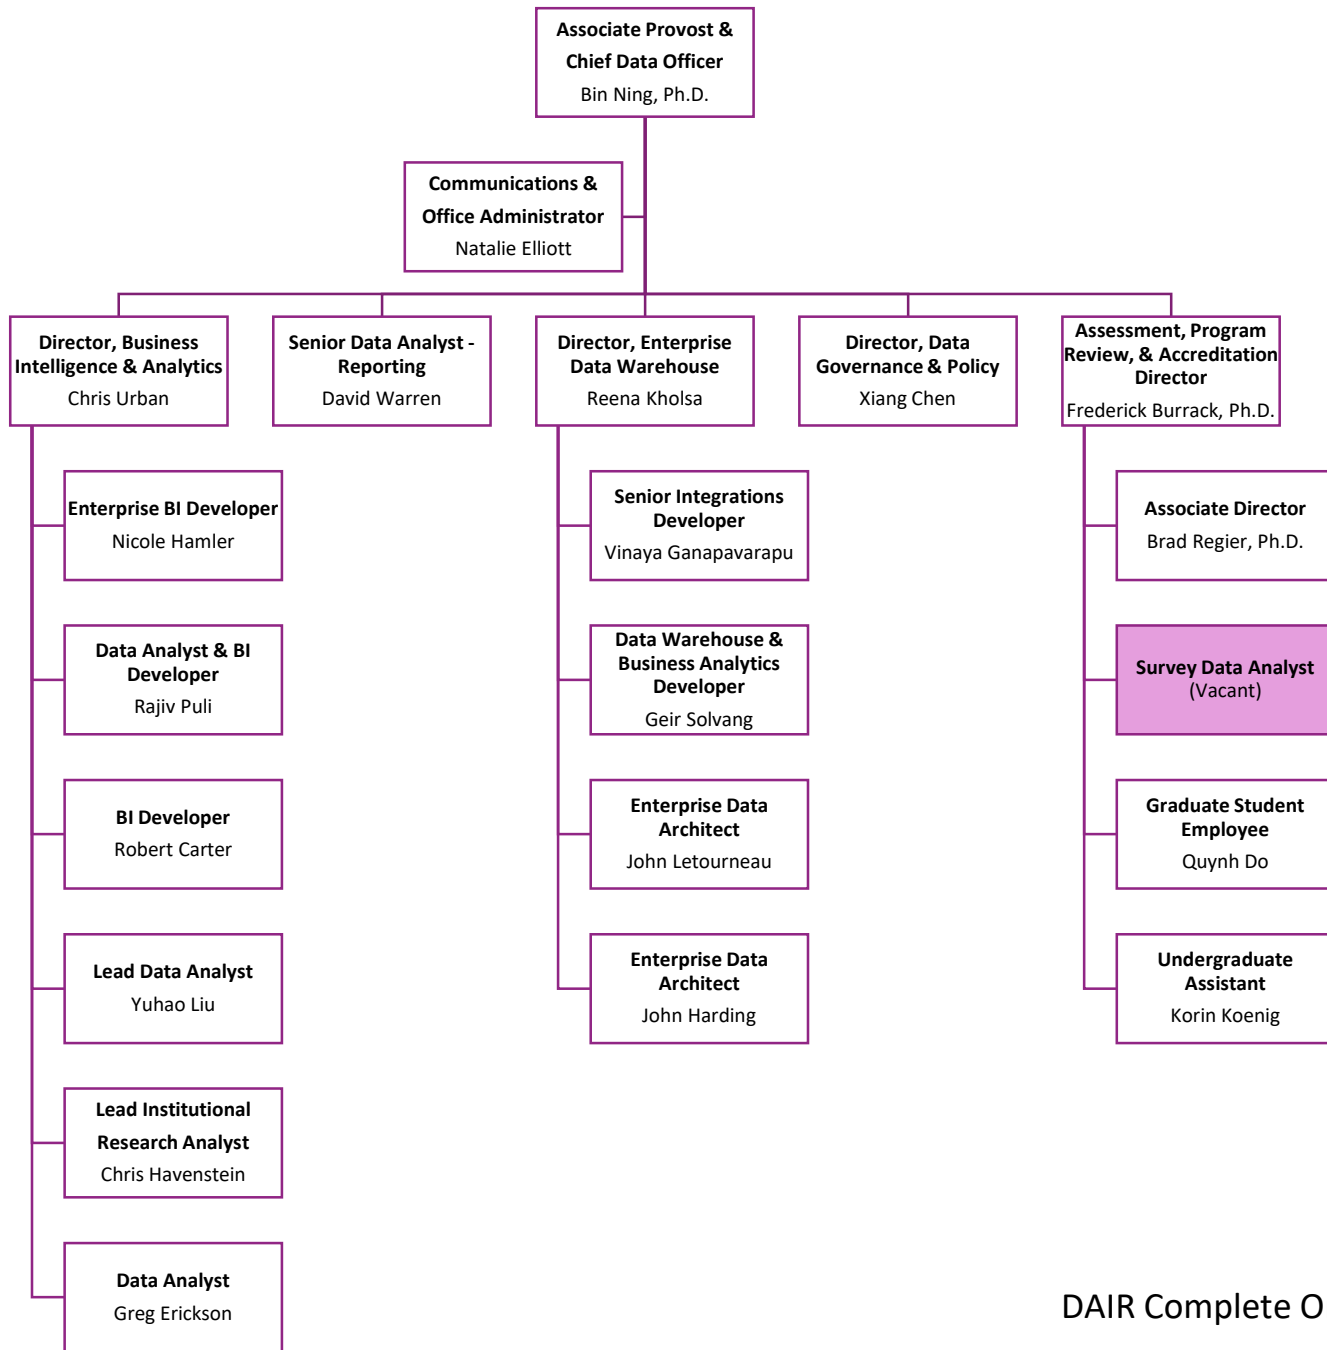 Associate Provost &
Chief Data Officer
Bin Ning, Ph.D.
Communications &
Office Administrator
Natalie Elliott
Director, Business
Intelligence & Analytics
Chris Urban
Senior Data Analyst -
Reporting
David Warren
Director, Enterprise
Data Warehouse
Reena Kholsa
Director, Data
Governance & Policy
Xiang Chen
Assessment, Program
Review, & Accreditation
Director
Frederick Burrack, Ph.D.
Enterprise BI Developer
Nicole Hamler
Data Analyst & BI
Developer
Rajiv Puli
BI Developer
Robert Carter
Lead Data Analyst
Yuhao Liu
Lead Institutional
Research Analyst
Chris Havenstein
Data Analyst
Greg Erickson
Senior Integrations
Developer
Vinaya Ganapavarapu
Data Warehouse &
Business Analytics
Developer
Geir Solvang
Enterprise Data
Architect
John Letourneau
Enterprise Data
Architect
John Harding
Associate Director
Brad Regier, Ph.D.
Survey Data Analyst
(Vacant)
Graduate Student
Employee
Quynh Do
Undergraduate
Assistant
Korin Koenig
DAIR Complete O